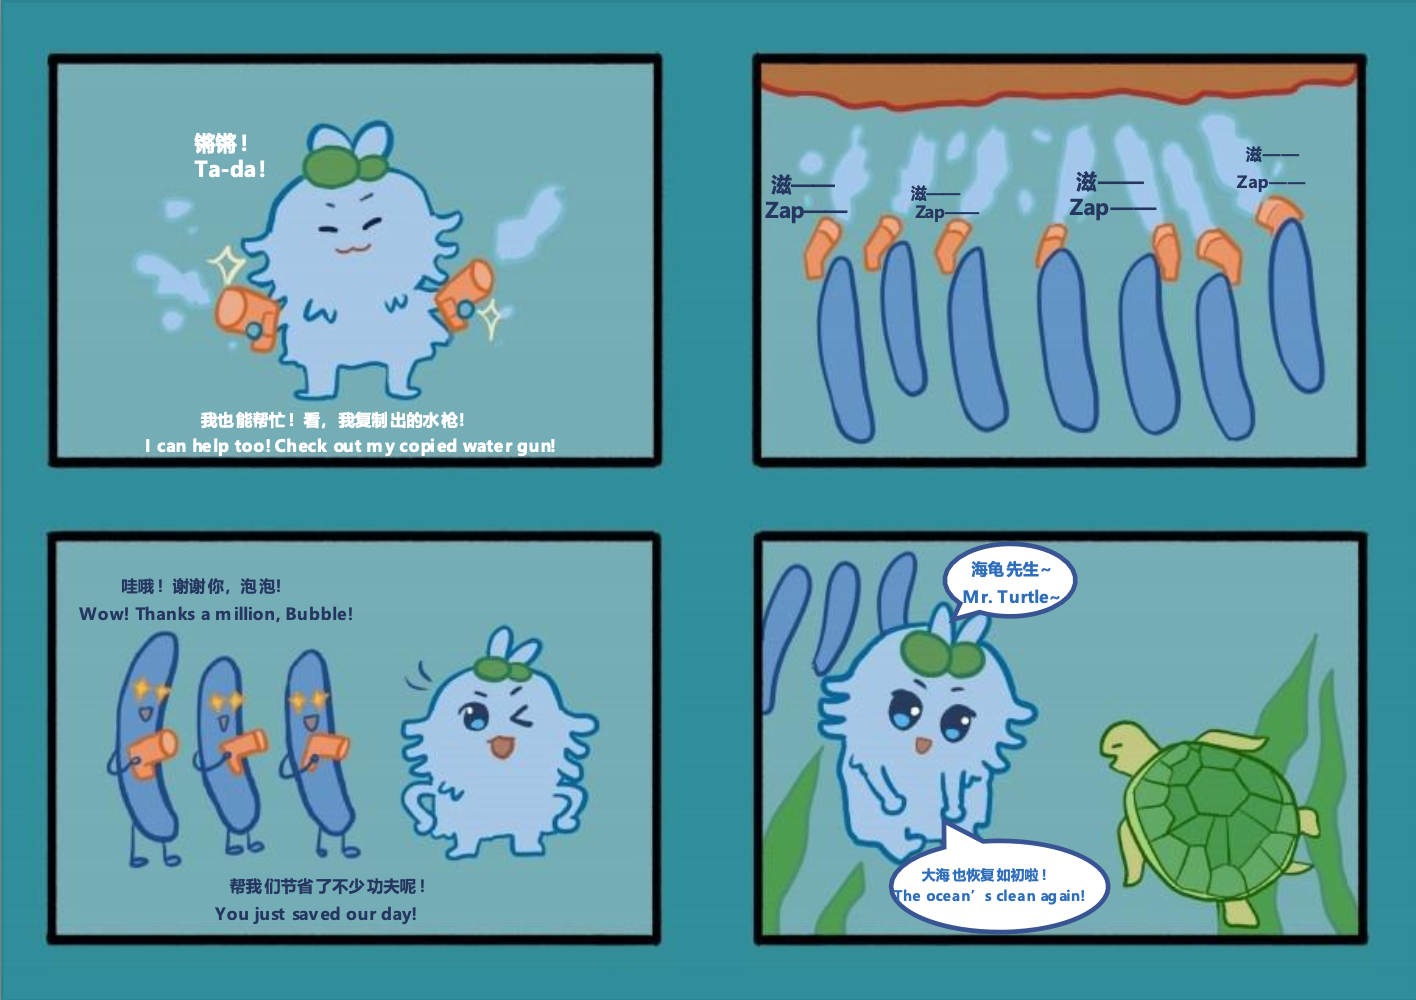 锵锵！
Ta-da!
我也能帮忙！看，我复制出的水枪!
I can help too! Check out my copied water gun!
滋——
Zap——
滋——
Zap——
滋——
Zap——
滋——
Zap——
哇哦！谢谢你，泡泡!
Wow! Thanks a million, Bubble!
帮我们节省了不少功夫呢！
You just saved our day!
海龟先生~
Mr. Turtle~
大海也恢复如初啦！
The ocean’s clean again!